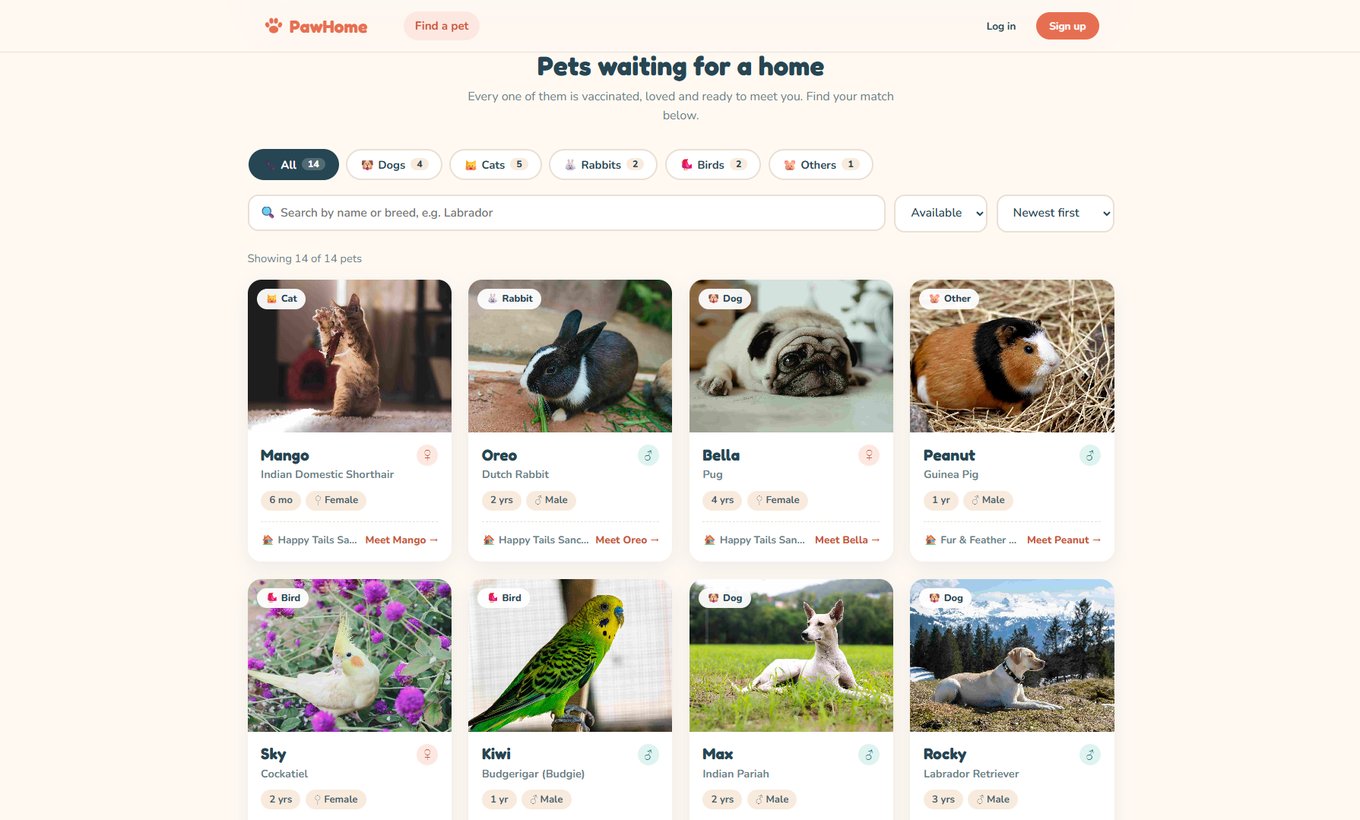 PawHome
Find a pet
Log in
Sign up
Pets waiting for a home
Every one of them is vaccinated, loved and ready to meet you. Find your match
below.
All 14
Dogs 4
Cats 5
Rabbits 2
Birds 2
Others 1
Search by name or breed, e.g. Labrador
Available
Newest first
Showing 14 of 14 pets
Cat
Mango
♀
Indian Domestic Shorthair
6 mo
♀ Female
Happy Tails Sa...
Meet Mango →
Rabbit
Oreo
♂
Dutch Rabbit
2 yrs
♂ Male
Happy Tails Sanc...
Meet Oreo →
Dog
Bella
♀
Pug
4 yrs
♀ Female
Happy Tails San...
Meet Bella →
Other
Peanut
♂
Guinea Pig
1 yr
♂ Male
Fur & Feather ...
Meet Peanut →
Bird
Sky
♀
Cockatiel
2 yrs
♀ Female
Bird
Kiwi
♂
Budgerigar (Budgie)
1 yr
♂ Male
Dog
Max
♂
Indian Pariah
2 yrs
♂ Male
Dog
Rocky
♂
Labrador Retriever
3 yrs
♂ Male